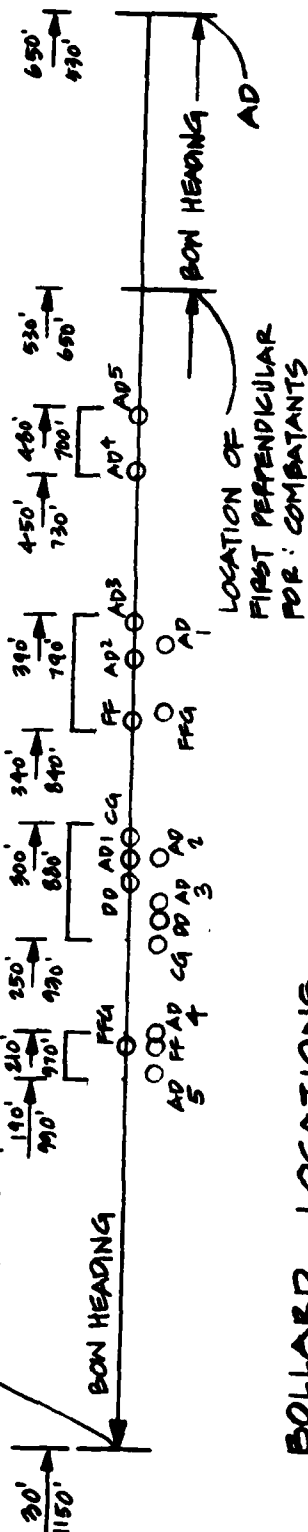 30' 190' 210' 250' 300' 340' 390' 450' 480' 530' 650'
1150' 990' 970' 930' 880' 840' 790' 730' 700' 650' 530'
BOW HEADING FFG DD AD1 CG FF AD2 AD3 AD4 AD5
AD FF AD CG DD AD AD FFG AD
5 4 3 2 1
BOW HEADING
LOCATION OF
FIRST PERPENDICULAR
FOR: COMBATANTS
AD
BOLLARD LOCATIONS